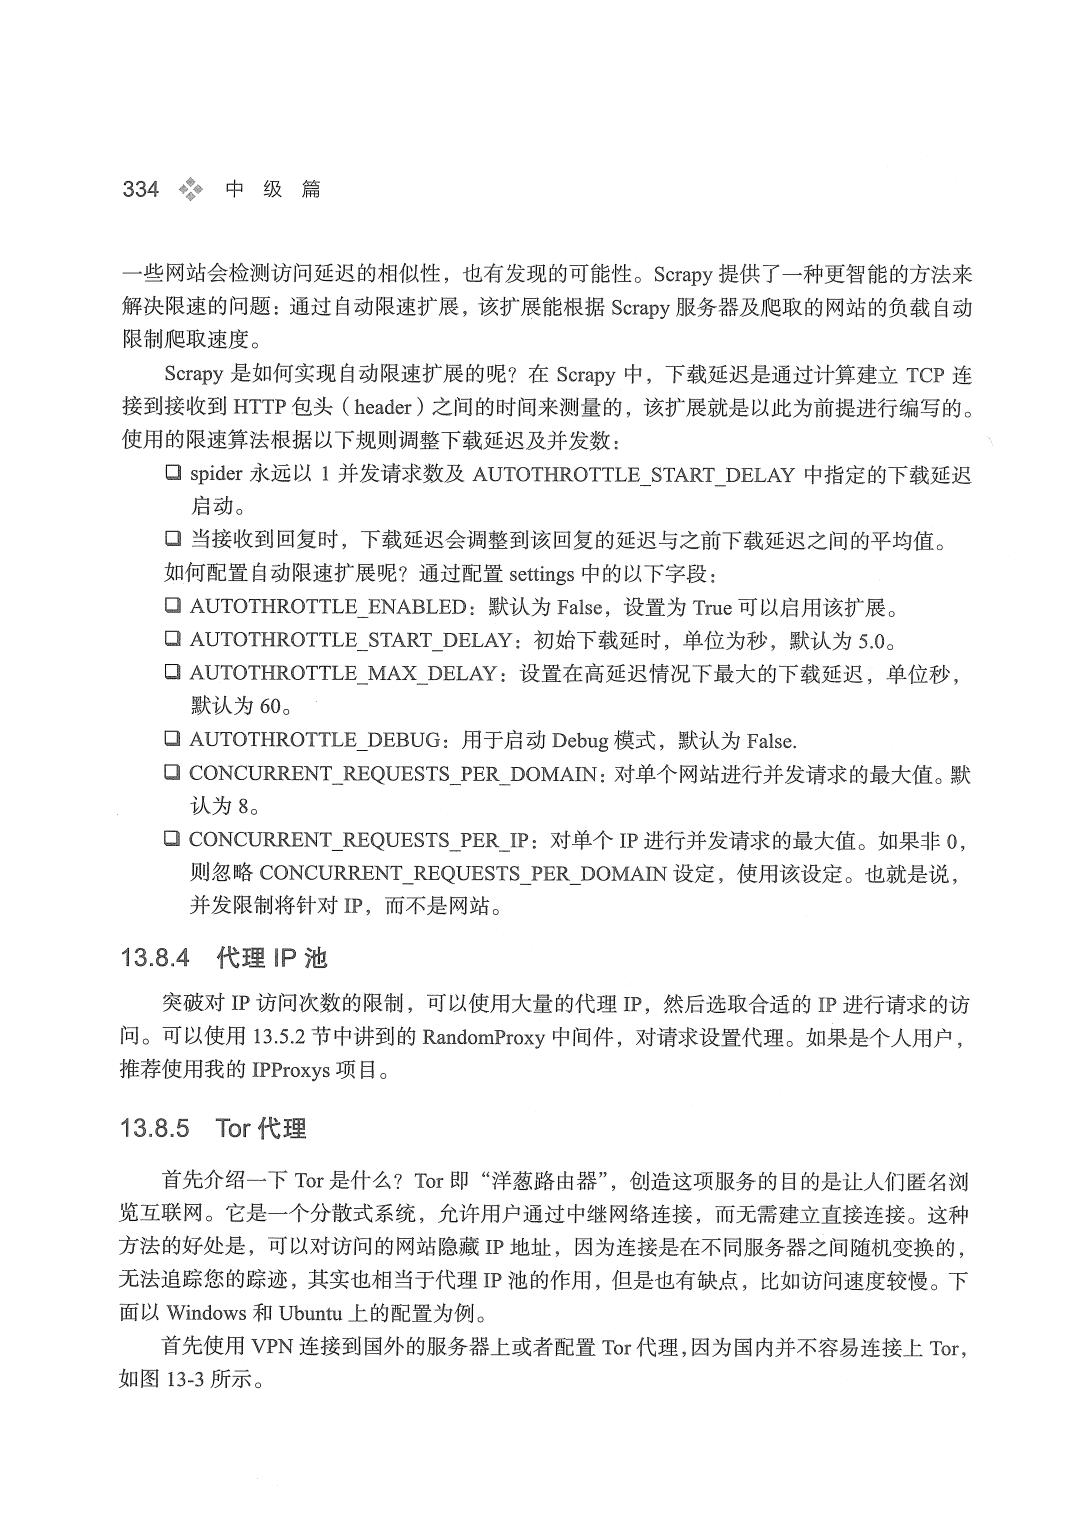 334 中 级 篇
一些网站会检测访问延迟的相似性，也有发现的可能性。Scrapy 提供了一种更智能的方法来
解决限速的问题：通过自动限速扩展，该扩展能根据 Scrapy 服务器及爬取的网站的负载自动
限制爬取速度。
Scrapy 是如何实现自动限速扩展的呢？在 Scrapy 中，下载延迟是通过计算建立 TCP 连
接到接收到 HTTP 包头（header）之间的时间来测量的，该扩展就是以此为前提进行编写的。
使用的限速算法根据以下规则调整下载延迟及并发数：
❑ spider 永远以 1 并发请求数及 AUTOTHROTTLE_START_DELAY 中指定的下载延迟
启动。
❑ 当接收到回复时，下载延迟会调整到该回复的延迟与之前下载延迟之间的平均值。
如何配置自动限速扩展呢？通过配置 settings 中的以下字段：
❑ AUTOTHROTTLE_ENABLED：默认为 False，设置为 True 可以启用该扩展。
❑ AUTOTHROTTLE_START_DELAY：初始下载延时，单位为秒，默认为 5.0。
❑ AUTOTHROTTLE_MAX_DELAY：设置在高延迟情况下最大的下载延迟，单位秒，
默认为 60。
❑ AUTOTHROTTLE_DEBUG：用于启动 Debug 模式，默认为 False.
❑ CONCURRENT_REQUESTS_PER_DOMAIN：对单个网站进行并发请求的最大值。默
认为 8。
❑ CONCURRENT_REQUESTS_PER_IP：对单个 IP 进行并发请求的最大值。如果非 0，
则忽略 CONCURRENT_REQUESTS_PER_DOMAIN 设定，使用该设定。也就是说，
并发限制将针对 IP，而不是网站。
13.8.4 代理 IP 池
突破对 IP 访问次数的限制，可以使用大量的代理 IP，然后选取合适的 IP 进行请求的访
问。可以使用 13.5.2 节中讲到的 RandomProxy 中间件，对请求设置代理。如果是个人用户，
推荐使用我的 IPProxys 项目。
13.8.5 Tor 代理
首先介绍一下 Tor 是什么？Tor 即“洋葱路由器”，创造这项服务的目的是让人们匿名浏
览互联网。它是一个分散式系统，允许用户通过中继网络连接，而无需建立直接连接。这种
方法的好处是，可以对访问的网站隐藏 IP 地址，因为连接是在不同服务器之间随机变换的，
无法追踪您的踪迹，其实也相当于代理 IP 池的作用，但是也有缺点，比如访问速度较慢。下
面以 Windows 和 Ubuntu 上的配置为例。
首先使用 VPN 连接到国外的服务器上或者配置 Tor 代理，因为国内并不容易连接上 Tor，
如图 13-3 所示。